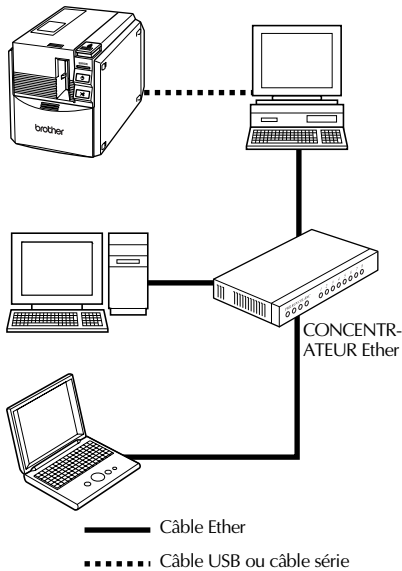 brother
CONCENTR-
ATEUR Ether
Câble Ether
Câble USB ou câble série